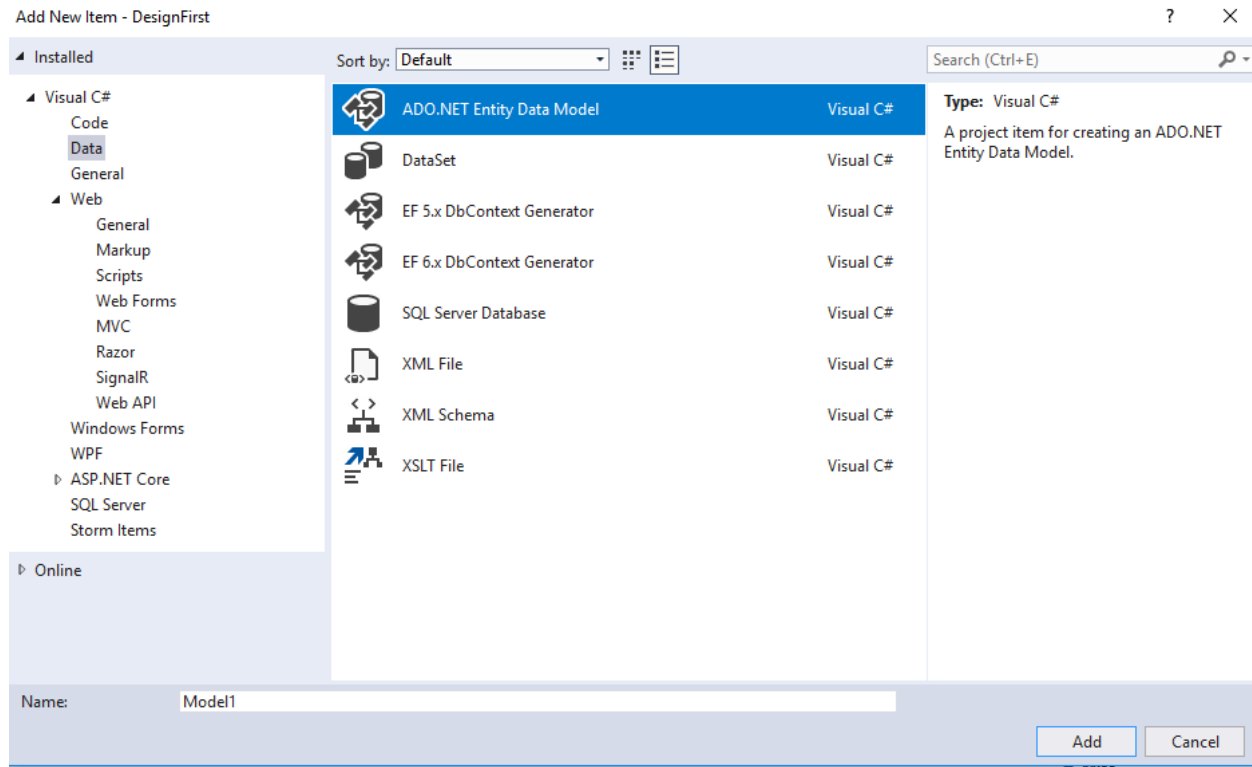 Add New Item - DesignFirst
?
Installed
Sort by: Default
Search (Ctrl+E)
Visual C#
Code
Data
General
Web
General
Markup
Scripts
Web Forms
MVC
Razor
SignalR
Web API
Windows Forms
WPF
ASP.NET Core
SQL Server
Storm Items
Online
ADO.NET Entity Data Model Visual C#
DataSet Visual C#
EF 5.x DbContext Generator Visual C#
EF 6.x DbContext Generator Visual C#
SQL Server Database Visual C#
XML File Visual C#
XML Schema Visual C#
XSLT File Visual C#
Type: Visual C#
A project item for creating an ADO.NET
Entity Data Model.
Name: Model1
Add Cancel